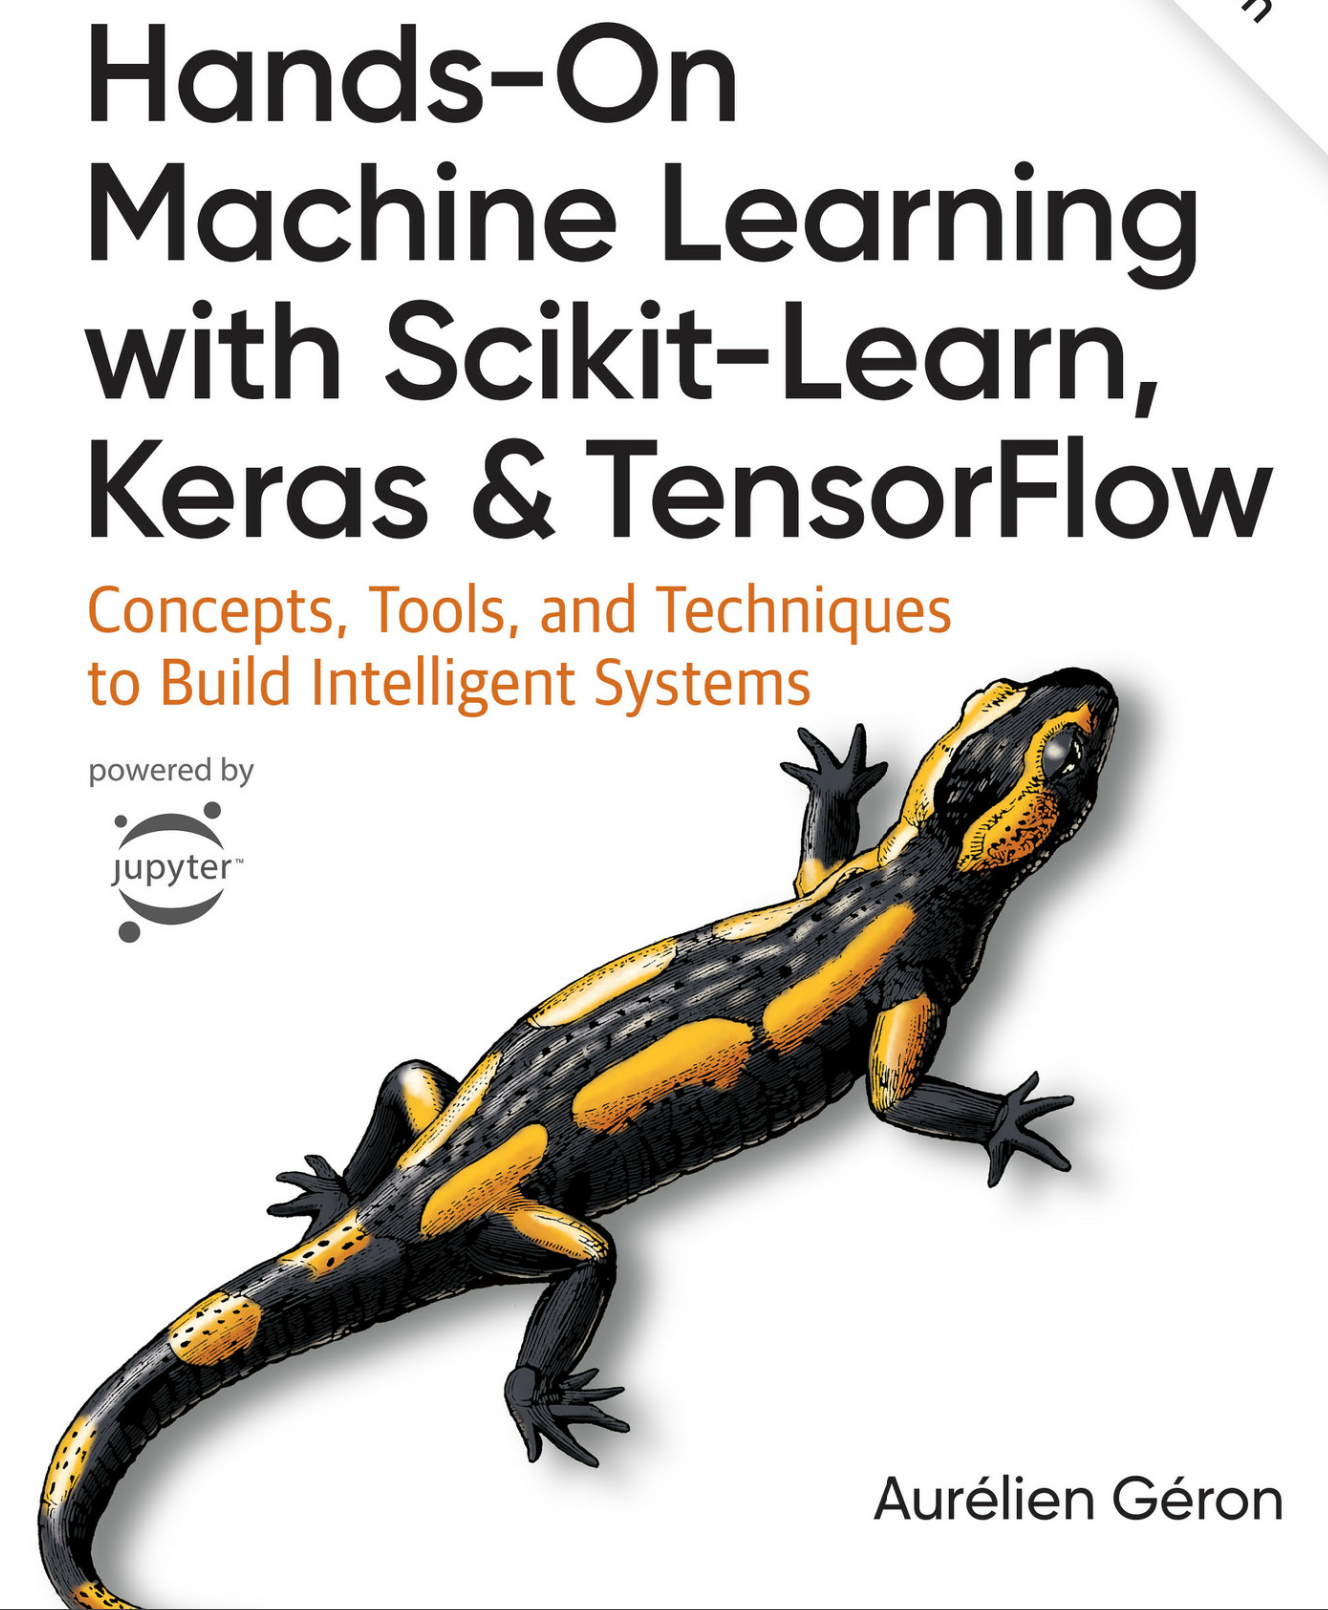 Hands-On
Machine Learning
with Scikit-Learn,
Keras & TensorFlow
Concepts, Tools, and Techniques
to Build Intelligent Systems
powered by
jupyter™
Aurélien Géron